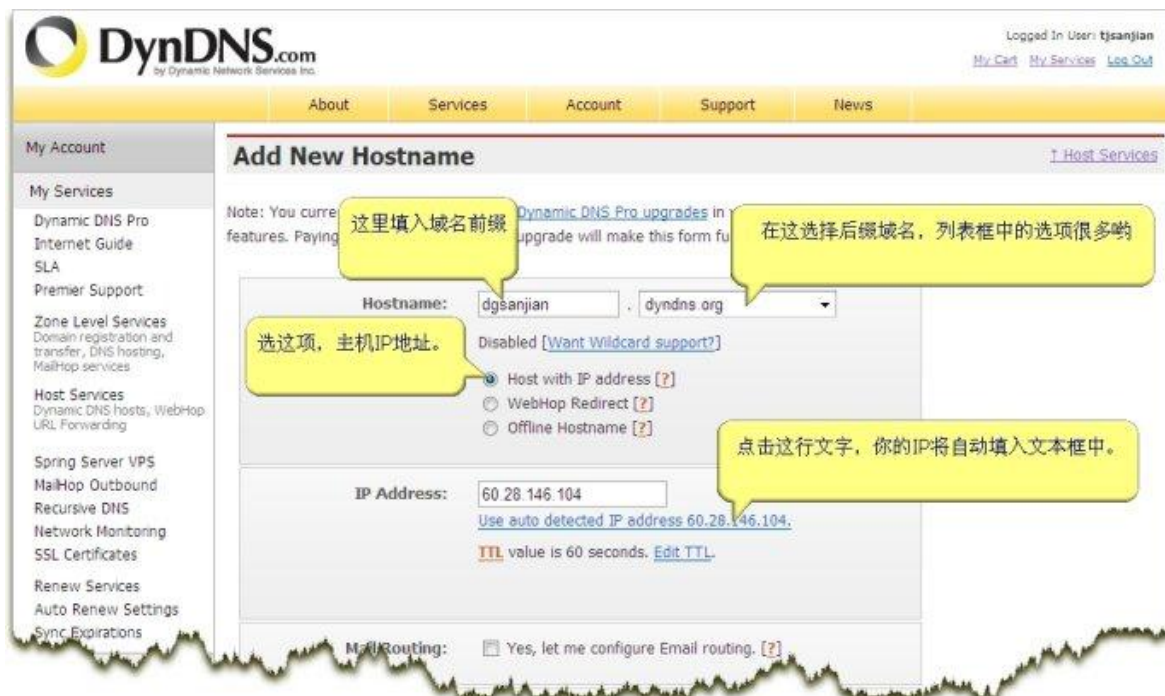 DynDNS.com
by Dynamic Network Services Inc.
Logged In User: tjsanjian
My Cart My Services Log Out
About Services Account Support News
My Account
My Services
Dynamic DNS Pro
Internet Guide
SLA
Premier Support
Zone Level Services
Domain registration and
transfer, DNS hosting,
MailHop services
Host Services
Dynamic DNS hosts, WebHop
URL Forwarding
Spring Server VPS
MailHop Outbound
Recursive DNS
Network Monitoring
SSL Certificates
Renew Services
Auto Renew Settings
Sync Expirations
Add New Hostname
↑ Host Services
Note: You curre Dynamic DNS Pro upgrades in
features. Paying upgrade will make this form fu
这里填入域名前缀
在这选择后缀域名，列表框中的选项很多哟
Hostname: dgsanjian . dyndns.org
选这项，主机IP地址。
Disabled [Want Wildcard support?]
Host with IP address [?]
WebHop Redirect [?]
Offline Hostname [?]
点击这行文字，你的IP将自动填入文本框中。
IP Address: 60.28.146.104
Use auto detected IP address 60.28.146.104.
TTL value is 60 seconds. Edit TTL.
Mail Routing: Yes, let me configure Email routing. [?]